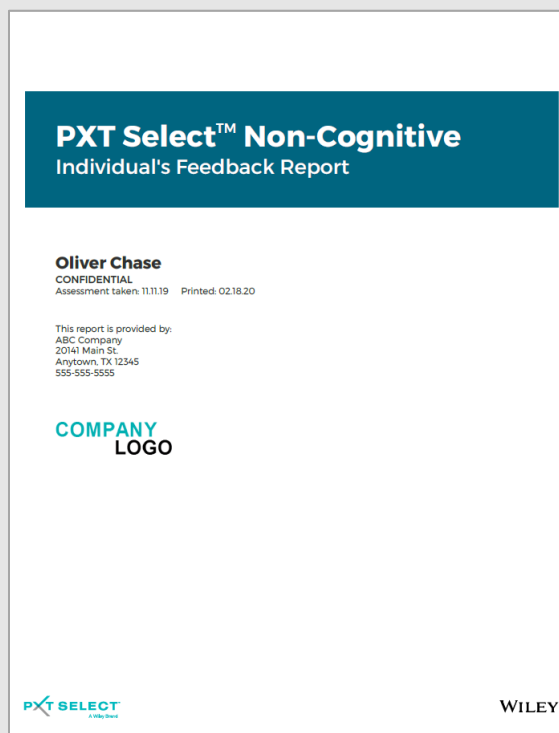 PXT Select™ Non-Cognitive
Individual's Feedback Report
Oliver Chase
CONFIDENTIAL
Assessment taken: 11.11.19 Printed: 02.18.20
This report is provided by:
ABC Company
20141 Main St.
Anytown, TX 12345
555-555-5555
COMPANY
LOGO
PXT SELECT
A Wiley Brand
WILEY